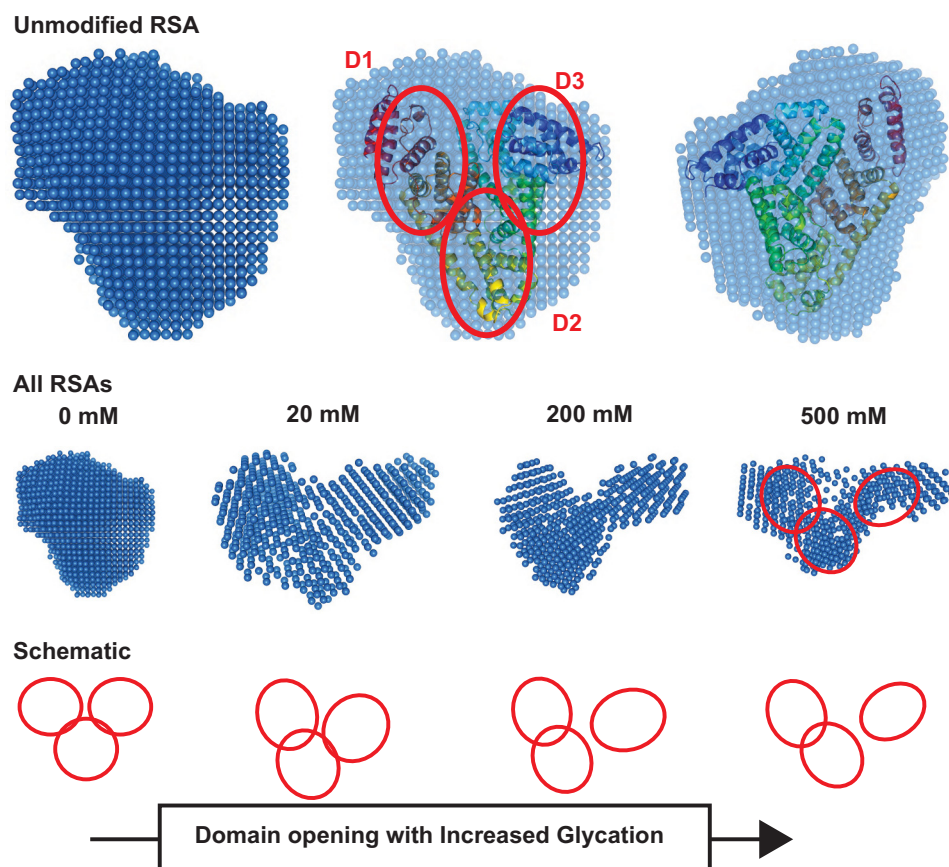 Unmodified RSA
D1
D3
D2
All RSAs
0 mM
20 mM
200 mM
500 mM
Schematic
Domain opening with Increased Glycation